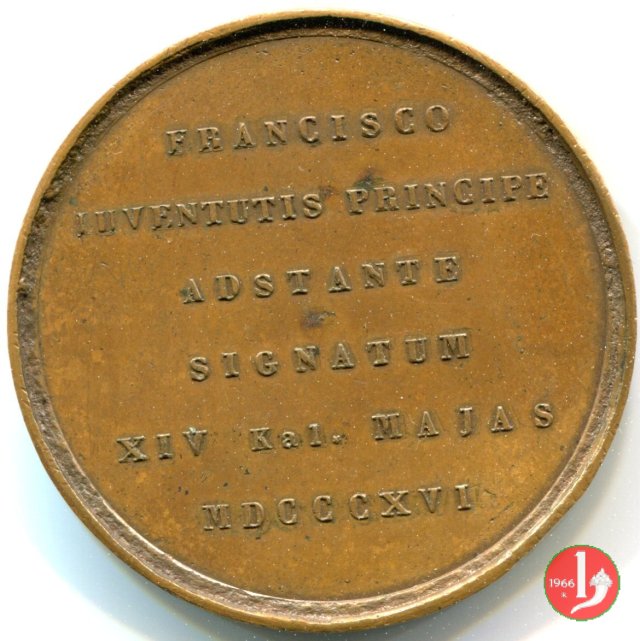 FRANCISCO
IUVENTUTIS PRINCIPE
ADSTANTE
SIGNATUM
XIV Kal. MAJAS
MDCCCXVI
1966